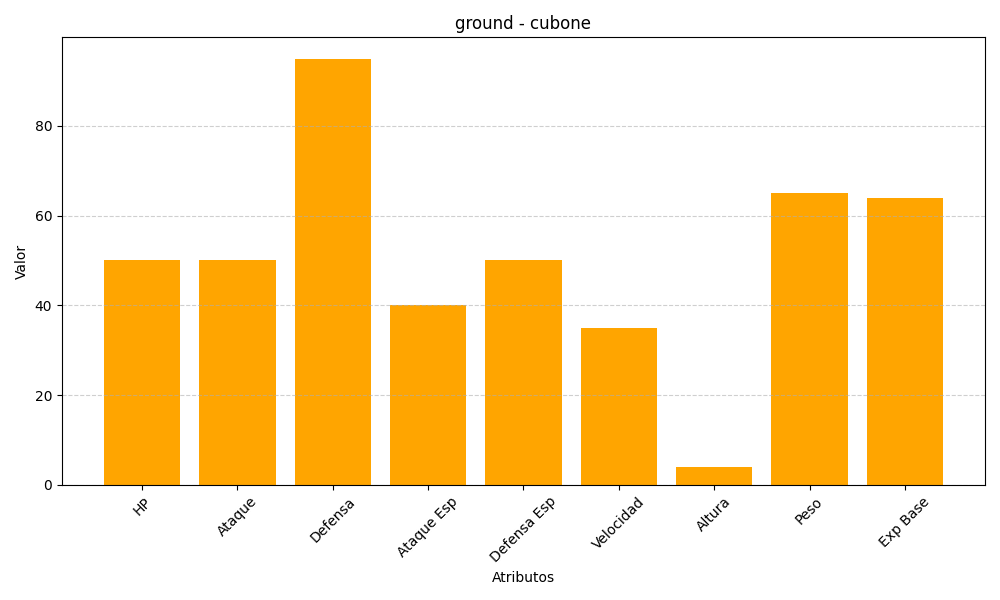 ground - cubone
Valor
80
60
40
20
0
HP
Ataque
Defensa
Ataque Esp
Defensa Esp
Velocidad
Altura
Peso
Exp Base
Atributos